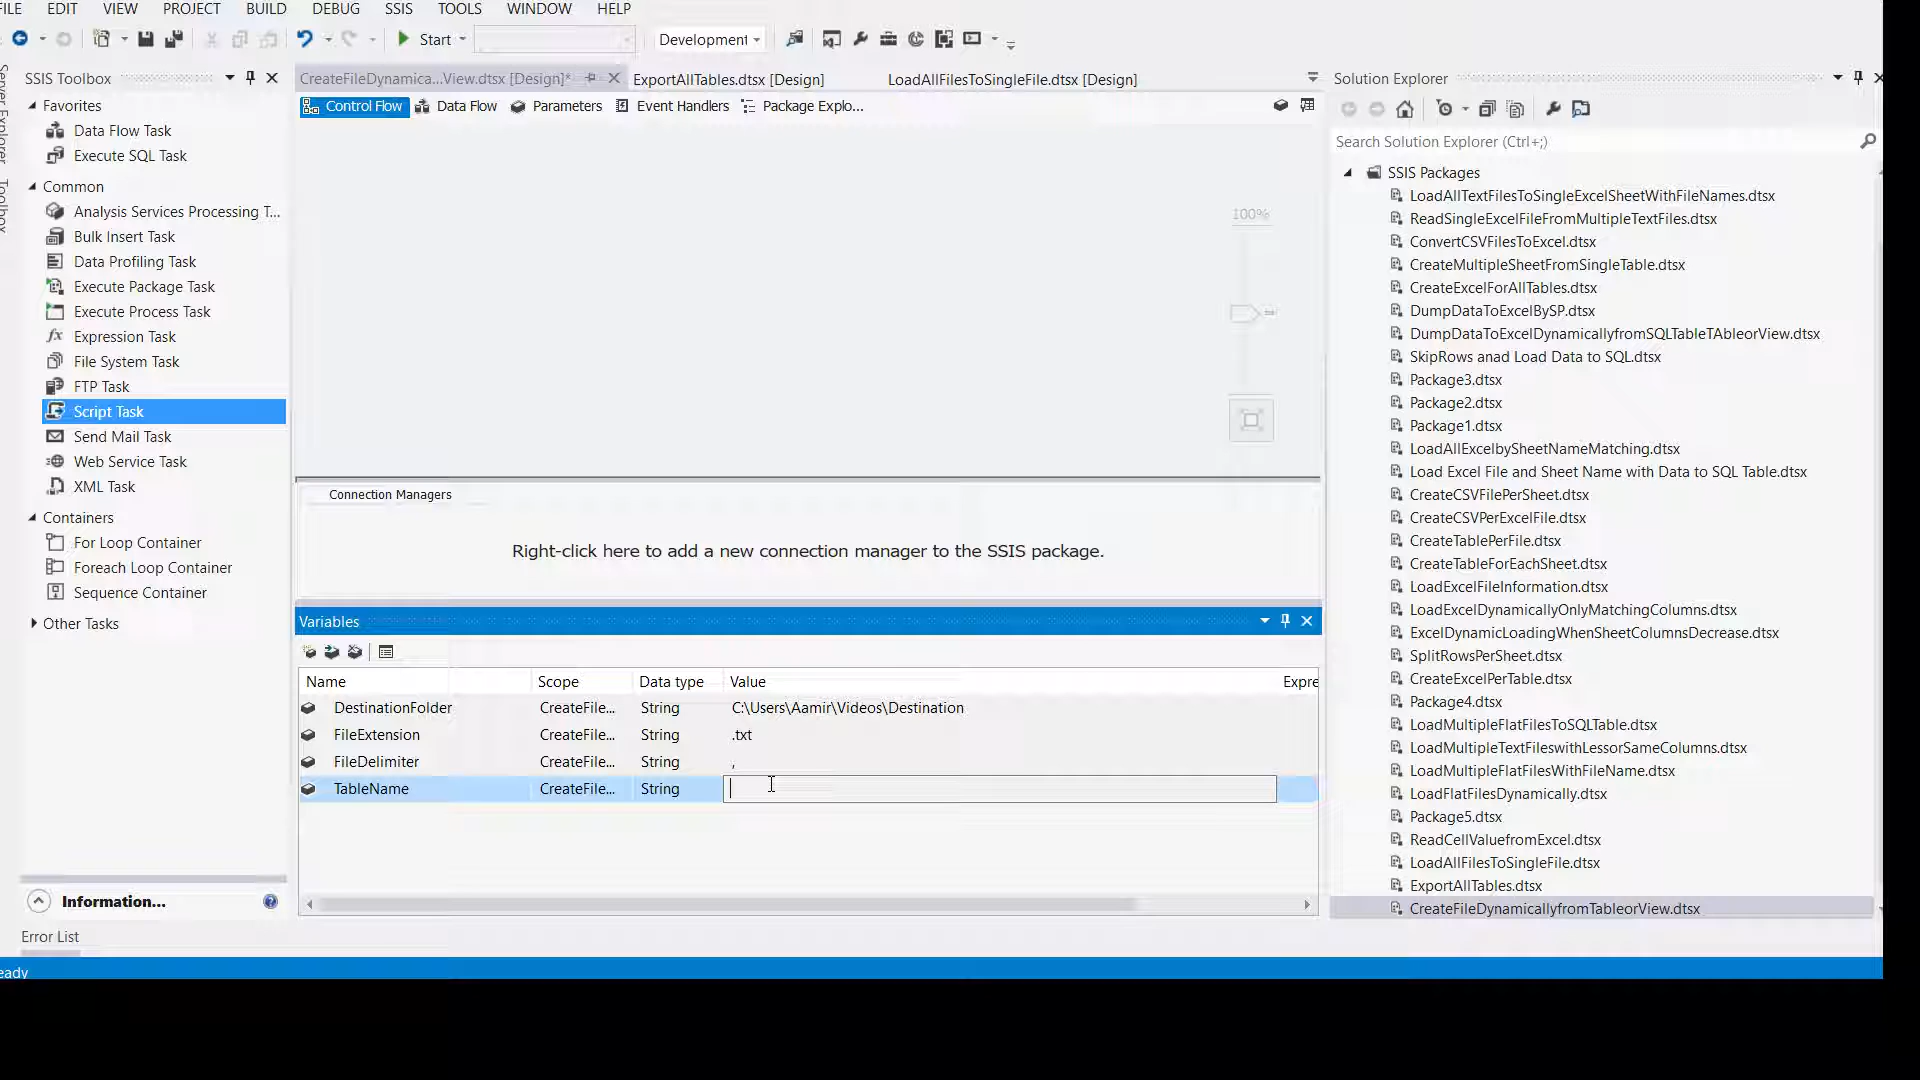 FILE EDIT VIEW PROJECT BUILD DEBUG SSIS TOOLS WINDOW HELP
Start Development
Server Explorer
Toolbox
SSIS Toolbox
Favorites
Data Flow Task
Execute SQL Task
Common
Analysis Services Processing T...
Bulk Insert Task
Data Profiling Task
Execute Package Task
Execute Process Task
Expression Task
File System Task
FTP Task
Script Task
Send Mail Task
Web Service Task
XML Task
Containers
For Loop Container
Foreach Loop Container
Sequence Container
Other Tasks
Information...
Error List
eady
CreateFileDynamica...View.dtsx [Design]* ExportAllTables.dtsx [Design] LoadAllFilesToSingleFile.dtsx [Design]
Control Flow Data Flow Parameters Event Handlers Package Explo...
100%
Connection Managers
Right-click here to add a new connection manager to the SSIS package.
Variables
Name Scope Data type Value Expre
DestinationFolder CreateFile... String C:\Users\Aamir\Videos\Destination
FileExtension CreateFile... String .txt
FileDelimiter CreateFile... String ,
TableName CreateFile... String
Solution Explorer
Search Solution Explorer (Ctrl+;)
SSIS Packages
LoadAllTextFilesToSingleExcelSheetWithFileNames.dtsx
ReadSingleExcelFileFromMultipleTextFiles.dtsx
ConvertCSVFilesToExcel.dtsx
CreateMultipleSheetFromSingleTable.dtsx
CreateExcelForAllTables.dtsx
DumpDataToExcelBySP.dtsx
DumpDataToExcelDynamicallyfromSQLTableTAbleorView.dtsx
SkipRows anad Load Data to SQL.dtsx
Package3.dtsx
Package2.dtsx
Package1.dtsx
LoadAllExcelbySheetNameMatching.dtsx
Load Excel File and Sheet Name with Data to SQL Table.dtsx
CreateCSVFilePerSheet.dtsx
CreateCSVPerExcelFile.dtsx
CreateTablePerFile.dtsx
CreateTableForEachSheet.dtsx
LoadExcelFileInformation.dtsx
LoadExcelDynamicallyOnlyMatchingColumns.dtsx
ExcelDynamicLoadingWhenSheetColumnsDecrease.dtsx
SplitRowsPerSheet.dtsx
CreateExcelPerTable.dtsx
Package4.dtsx
LoadMultipleFlatFilesToSQLTable.dtsx
LoadMultipleTextFileswithLessorSameColumns.dtsx
LoadMultipleFlatFilesWithFileName.dtsx
LoadFlatFilesDynamically.dtsx
Package5.dtsx
ReadCellValuefromExcel.dtsx
LoadAllFilesToSingleFile.dtsx
ExportAllTables.dtsx
CreateFileDynamicallyfromTableorView.dtsx